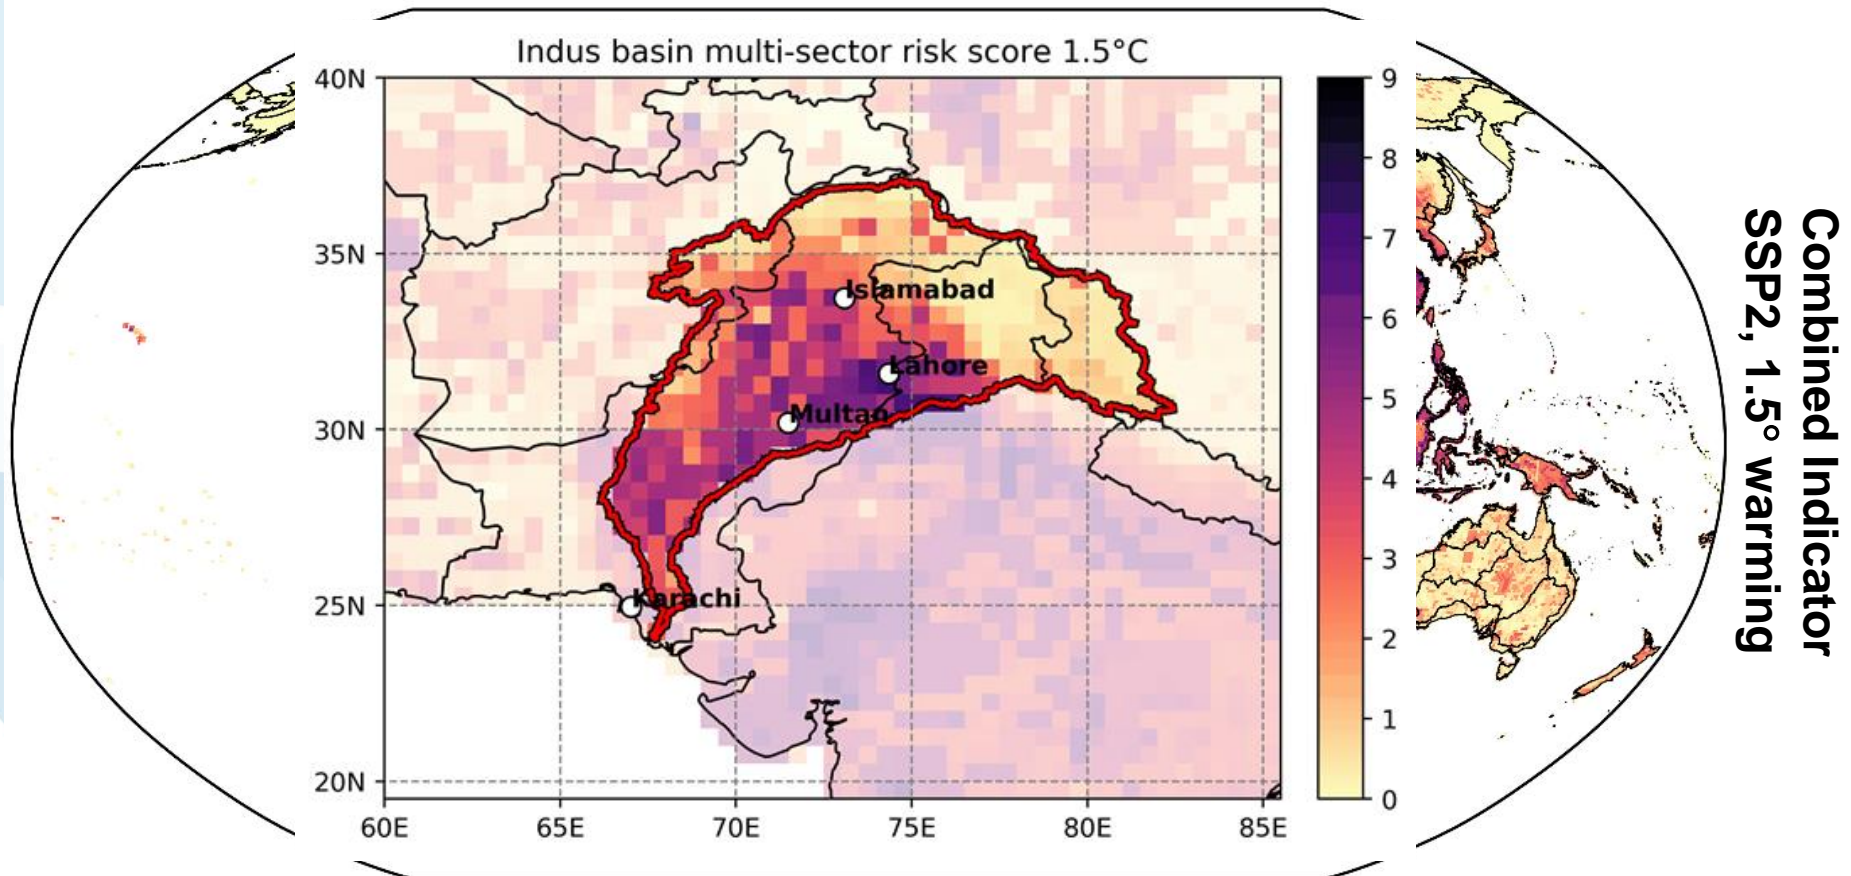 Indus basin multi-sector risk score 1.5°C
40N
35N
30N
25N
20N
60E
65E
70E
75E
80E
85E
Islamabad
Lahore
Multan
Karachi
9
8
7
6
5
4
3
2
1
0
Combined Indicator
SSP2, 1.5° warming